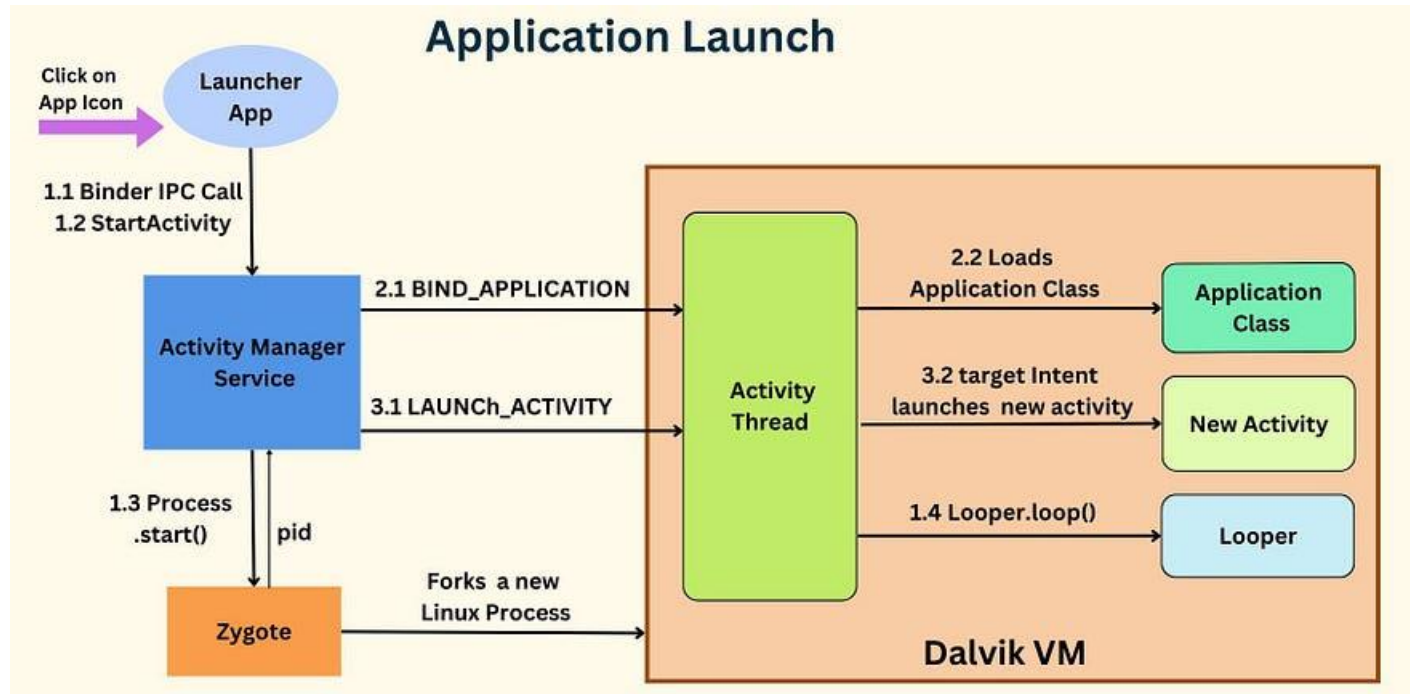 Application Launch
Click on
App Icon
Launcher
App
1.1 Binder IPC Call
1.2 StartActivity
2.1 BIND_APPLICATION
2.2 Loads
Application Class
Application
Class
Activity Manager
Service
Activity
Thread
3.1 LAUNCh_ACTIVITY
3.2 target Intent
launches new activity
New Activity
1.3 Process
.start()
pid
1.4 Looper.loop()
Looper
Forks a new
Linux Process
Zygote
Dalvik VM